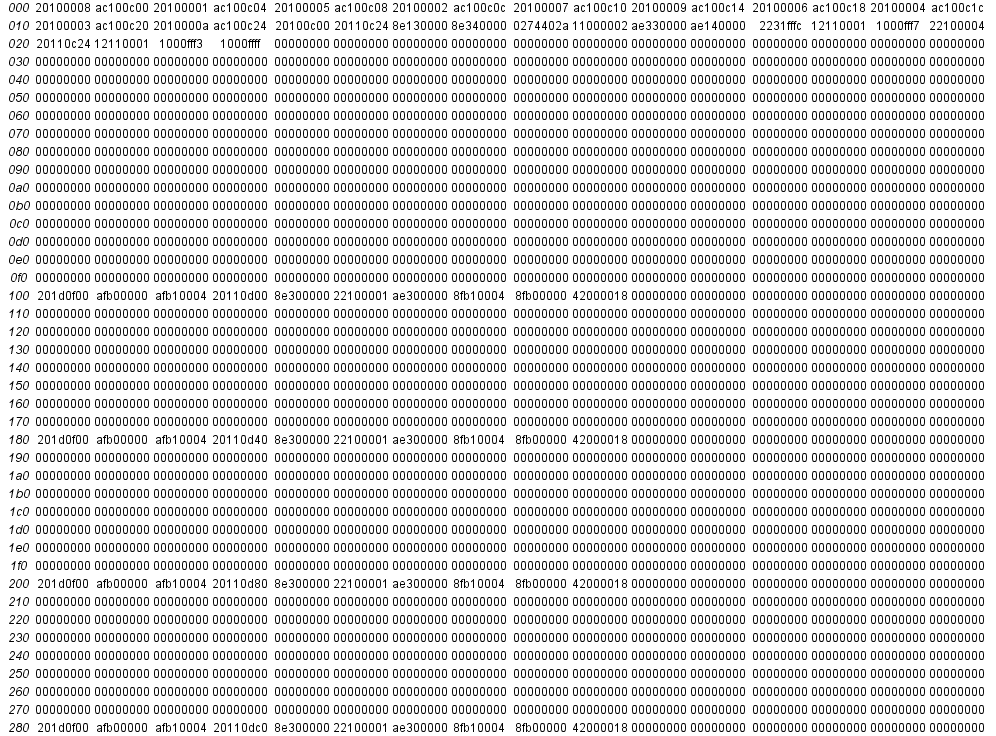 000 20100008 ac100c00 20100001 ac100c04 20100005 ac100c08 20100002 ac100c0c 20100007 ac100c10 20100009 ac100c14 20100006 ac100c18 20100004 ac100c1c
010 20100003 ac100c20 2010000a ac100c24 20100c00 20110c24 8e130000 8e340000 0274402a 11000002 ae330000 ae140000 2231fffc 12110001 1000fff7 22100004
020 20110c24 12110001 1000fff3 1000ffff 00000000 00000000 00000000 00000000 00000000 00000000 00000000 00000000 00000000 00000000 00000000 00000000
030 00000000 00000000 00000000 00000000 00000000 00000000 00000000 00000000 00000000 00000000 00000000 00000000 00000000 00000000 00000000 00000000
040 00000000 00000000 00000000 00000000 00000000 00000000 00000000 00000000 00000000 00000000 00000000 00000000 00000000 00000000 00000000 00000000
050 00000000 00000000 00000000 00000000 00000000 00000000 00000000 00000000 00000000 00000000 00000000 00000000 00000000 00000000 00000000 00000000
060 00000000 00000000 00000000 00000000 00000000 00000000 00000000 00000000 00000000 00000000 00000000 00000000 00000000 00000000 00000000 00000000
070 00000000 00000000 00000000 00000000 00000000 00000000 00000000 00000000 00000000 00000000 00000000 00000000 00000000 00000000 00000000 00000000
080 00000000 00000000 00000000 00000000 00000000 00000000 00000000 00000000 00000000 00000000 00000000 00000000 00000000 00000000 00000000 00000000
090 00000000 00000000 00000000 00000000 00000000 00000000 00000000 00000000 00000000 00000000 00000000 00000000 00000000 00000000 00000000 00000000
0a0 00000000 00000000 00000000 00000000 00000000 00000000 00000000 00000000 00000000 00000000 00000000 00000000 00000000 00000000 00000000 00000000
0b0 00000000 00000000 00000000 00000000 00000000 00000000 00000000 00000000 00000000 00000000 00000000 00000000 00000000 00000000 00000000 00000000
0c0 00000000 00000000 00000000 00000000 00000000 00000000 00000000 00000000 00000000 00000000 00000000 00000000 00000000 00000000 00000000 00000000
0d0 00000000 00000000 00000000 00000000 00000000 00000000 00000000 00000000 00000000 00000000 00000000 00000000 00000000 00000000 00000000 00000000
0e0 00000000 00000000 00000000 00000000 00000000 00000000 00000000 00000000 00000000 00000000 00000000 00000000 00000000 00000000 00000000 00000000
0f0 00000000 00000000 00000000 00000000 00000000 00000000 00000000 00000000 00000000 00000000 00000000 00000000 00000000 00000000 00000000 00000000
100 201d0f00 afb00000 afb10004 20110d00 8e300000 22100001 ae300000 8fb10004 8fb00000 42000018 00000000 00000000 00000000 00000000 00000000 00000000
110 00000000 00000000 00000000 00000000 00000000 00000000 00000000 00000000 00000000 00000000 00000000 00000000 00000000 00000000 00000000 00000000
120 00000000 00000000 00000000 00000000 00000000 00000000 00000000 00000000 00000000 00000000 00000000 00000000 00000000 00000000 00000000 00000000
130 00000000 00000000 00000000 00000000 00000000 00000000 00000000 00000000 00000000 00000000 00000000 00000000 00000000 00000000 00000000 00000000
140 00000000 00000000 00000000 00000000 00000000 00000000 00000000 00000000 00000000 00000000 00000000 00000000 00000000 00000000 00000000 00000000
150 00000000 00000000 00000000 00000000 00000000 00000000 00000000 00000000 00000000 00000000 00000000 00000000 00000000 00000000 00000000 00000000
160 00000000 00000000 00000000 00000000 00000000 00000000 00000000 00000000 00000000 00000000 00000000 00000000 00000000 00000000 00000000 00000000
170 00000000 00000000 00000000 00000000 00000000 00000000 00000000 00000000 00000000 00000000 00000000 00000000 00000000 00000000 00000000 00000000
180 201d0f00 afb00000 afb10004 20110d40 8e300000 22100001 ae300000 8fb10004 8fb00000 42000018 00000000 00000000 00000000 00000000 00000000 00000000
190 00000000 00000000 00000000 00000000 00000000 00000000 00000000 00000000 00000000 00000000 00000000 00000000 00000000 00000000 00000000 00000000
1a0 00000000 00000000 00000000 00000000 00000000 00000000 00000000 00000000 00000000 00000000 00000000 00000000 00000000 00000000 00000000 00000000
1b0 00000000 00000000 00000000 00000000 00000000 00000000 00000000 00000000 00000000 00000000 00000000 00000000 00000000 00000000 00000000 00000000
1c0 00000000 00000000 00000000 00000000 00000000 00000000 00000000 00000000 00000000 00000000 00000000 00000000 00000000 00000000 00000000 00000000
1d0 00000000 00000000 00000000 00000000 00000000 00000000 00000000 00000000 00000000 00000000 00000000 00000000 00000000 00000000 00000000 00000000
1e0 00000000 00000000 00000000 00000000 00000000 00000000 00000000 00000000 00000000 00000000 00000000 00000000 00000000 00000000 00000000 00000000
1f0 00000000 00000000 00000000 00000000 00000000 00000000 00000000 00000000 00000000 00000000 00000000 00000000 00000000 00000000 00000000 00000000
200 201d0f00 afb00000 afb10004 20110d80 8e300000 22100001 ae300000 8fb10004 8fb00000 42000018 00000000 00000000 00000000 00000000 00000000 00000000
210 00000000 00000000 00000000 00000000 00000000 00000000 00000000 00000000 00000000 00000000 00000000 00000000 00000000 00000000 00000000 00000000
220 00000000 00000000 00000000 00000000 00000000 00000000 00000000 00000000 00000000 00000000 00000000 00000000 00000000 00000000 00000000 00000000
230 00000000 00000000 00000000 00000000 00000000 00000000 00000000 00000000 00000000 00000000 00000000 00000000 00000000 00000000 00000000 00000000
240 00000000 00000000 00000000 00000000 00000000 00000000 00000000 00000000 00000000 00000000 00000000 00000000 00000000 00000000 00000000 00000000
250 00000000 00000000 00000000 00000000 00000000 00000000 00000000 00000000 00000000 00000000 00000000 00000000 00000000 00000000 00000000 00000000
260 00000000 00000000 00000000 00000000 00000000 00000000 00000000 00000000 00000000 00000000 00000000 00000000 00000000 00000000 00000000 00000000
270 00000000 00000000 00000000 00000000 00000000 00000000 00000000 00000000 00000000 00000000 00000000 00000000 00000000 00000000 00000000 00000000
280 201d0f00 afb00000 afb10004 20110dc0 8e300000 22100001 ae300000 8fb10004 8fb00000 42000018 00000000 00000000 00000000 00000000 00000000 00000000